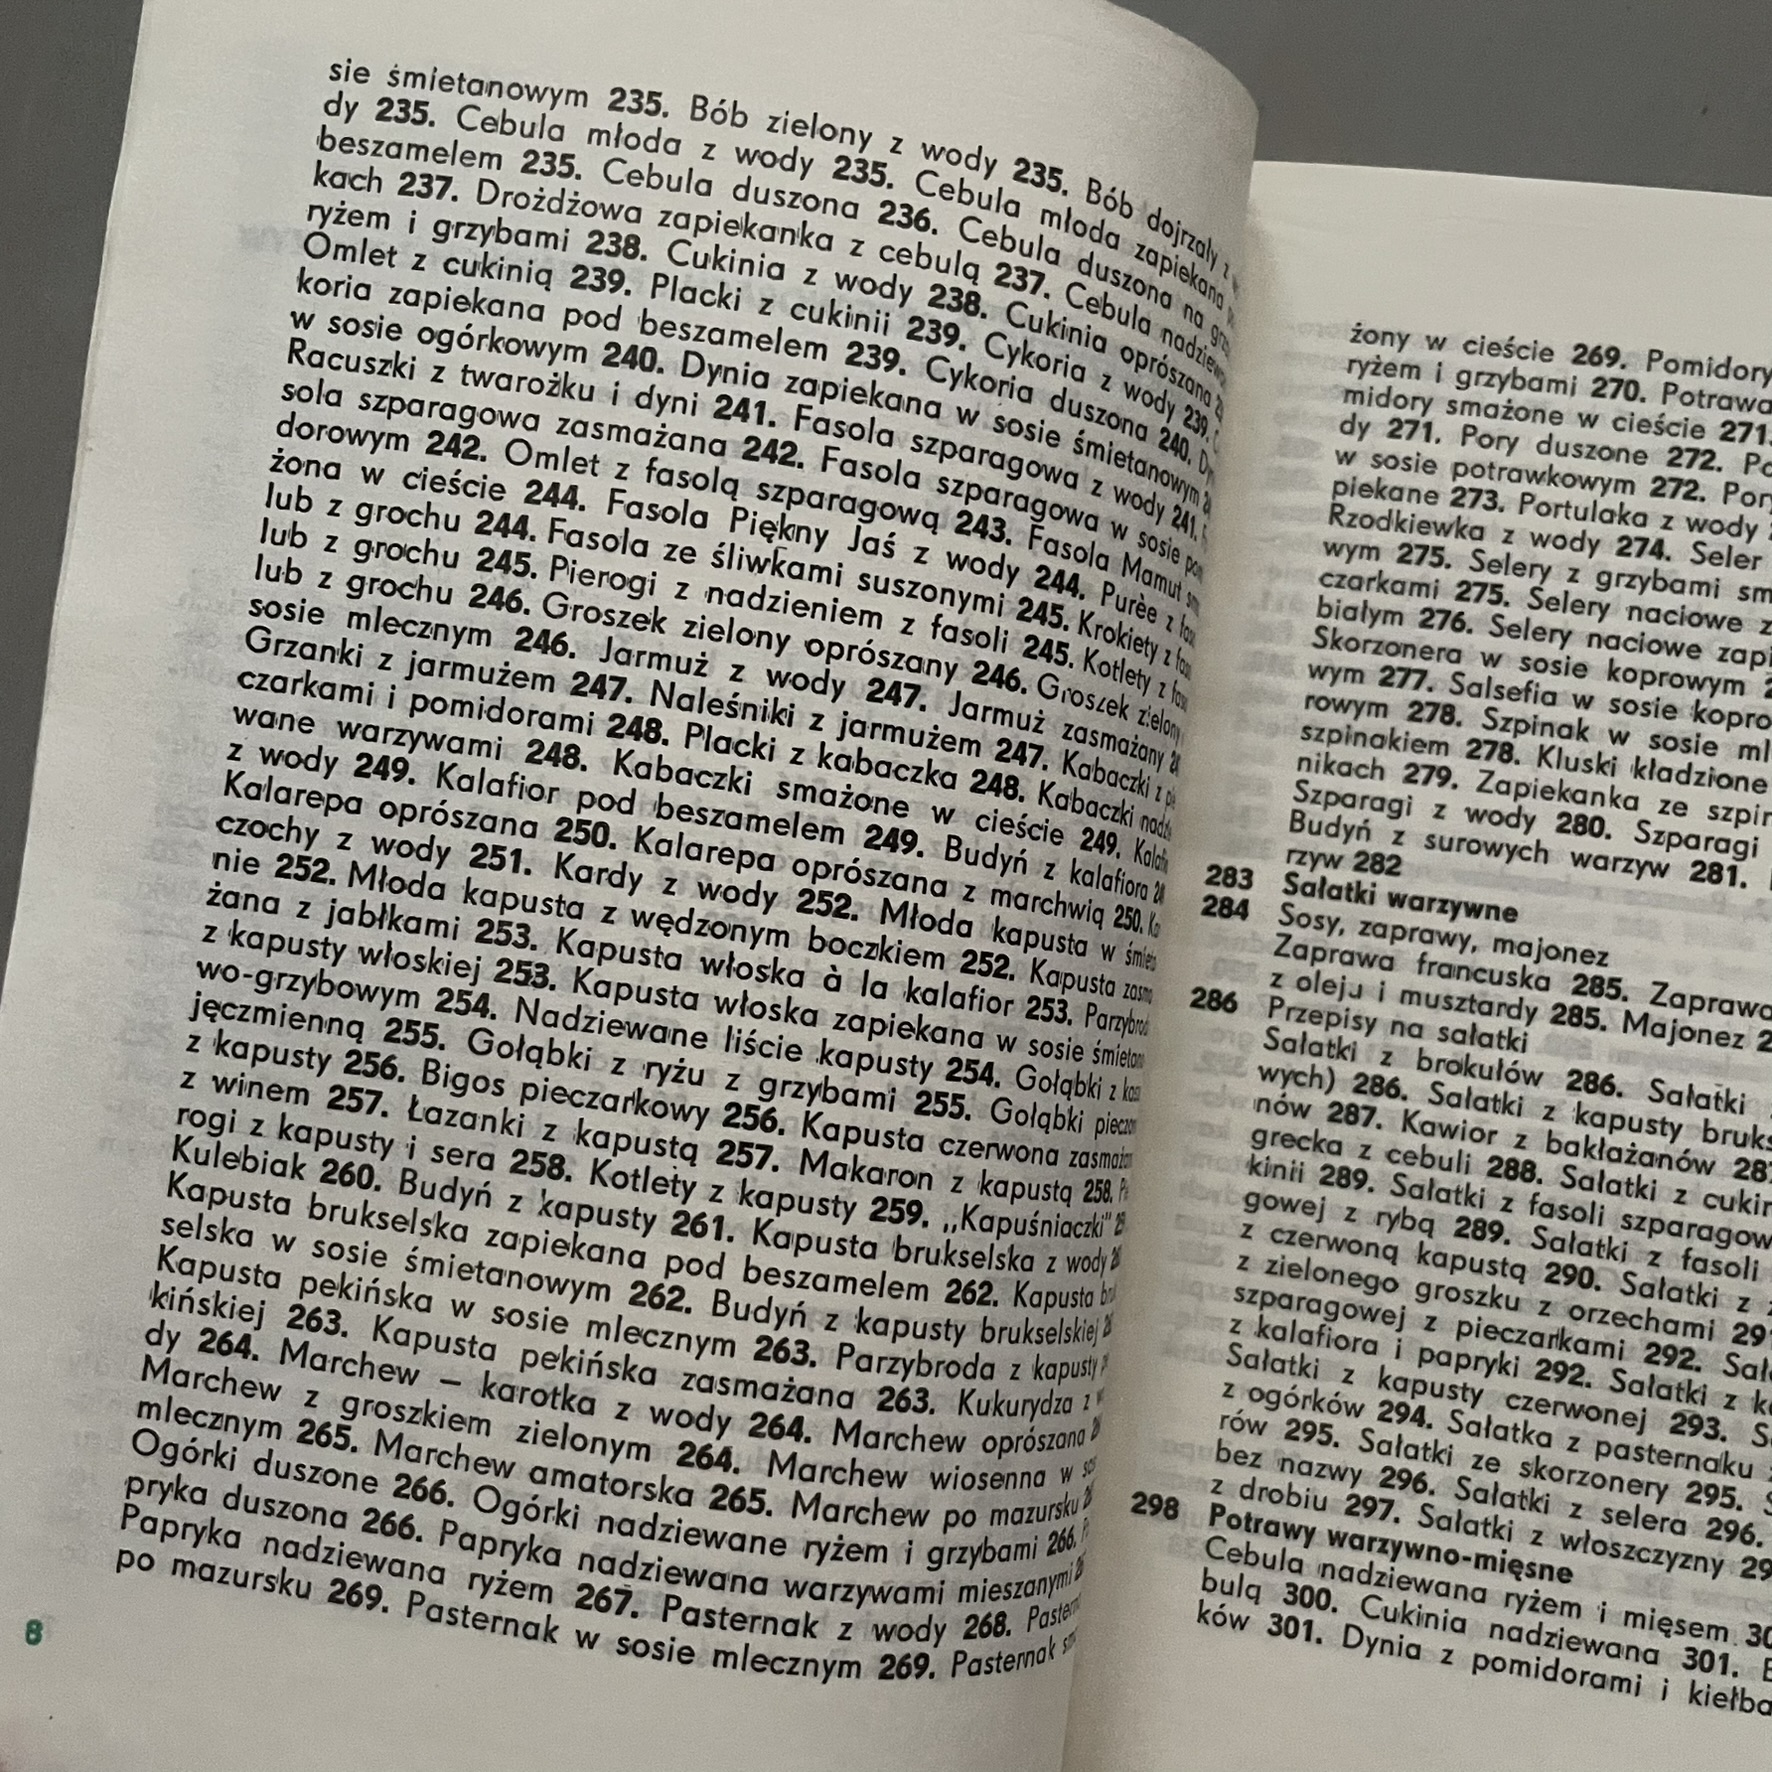 sie śmietanowym 235. Bób zielony z wody 235. Bób dojrzały z
dy 235. Cebula młoda z wody 235. Cebula młoda zapiekana
beszamelem 235. Cebula duszona 236. Cebula duszona na
kach 237. Drożdżowa zapiekanka z cebulą 237. Cebula
ryżem i grzybami 238. Cukinia z wody 238. Cukinia oprószana
Omlet z cukinią 239. Placki z cukinii 239. Cykoria z wody 239.
koria zapiekana pod beszamelem 239. Cykoria duszona 240.
w sosie ogórkowym 240. Dynia zapiekana w sosie śmietanowym
Racuszki z twarożku i dyni 241. Fasola szparagowa z wody 241.
sola szparagowa zasmażana 242. Fasola szparagowa w sosie
dorowym 242. Omlet z fasolą szparagową 243. Fasola Mamut
żona w cieście 244. Fasola Piękny Jaś z wody 244. Purèe z
lub z grochu 244. Fasola ze śliwkami suszonymi 245. Krokiety z
lub z grochu 245. Pierogi z nadzieniem z fasoli 245. Kotlety z
lub z grochu 246. Groszek zielony oprószany 246. Groszek zielony
sosie mlecznym 246. Jarmuż z wody 247. Jarmuż zasmażany
Grzanki z jarmużem 247. Naleśniki z jarmużem 247. Kabaczki z
czarkami i pomidorami 248. Placki z kabaczka 248. Kabaczki
wane warzywami 248. Kabaczki smażone w cieście 249.
z wody 249. Kalafior pod beszamelem 249. Budyń z kalafiora
Kalarepa oprószana 250. Kalarepa oprószana z marchwią 250.
czochy z wody 251. Kardy z wody 252. Młoda kapusta w
nie 252. Młoda kapusta z wędzonym boczkiem 252. Kapusta
żana z jabłkami 253. Kapusta włoska à la kalafior 253.
z kapusty włoskiej 253. Kapusta włoska zapiekana w sosie
wo-grzybowym 254. Nadziewane liście kapusty 254. Gołąbki z
jęczmienną 255. Gołąbki z ryżu z grzybami 255. Gołąbki
z kapusty 256. Bigos pieczarkowy 256. Kapusta czerwona
z winem 257. Łazanki z kapustą 257. Makaron z kapustą 258.
rogi z kapusty i sera 258. Kotlety z kapusty 259. „Kapuśniaczki"
Kulebiak 260. Budyń z kapusty 261. Kapusta brukselska z wody
Kapusta brukselska zapiekana pod beszamelem 262. Kapusta
selska w sosie śmietanowym 262. Budyń z kapusty brukselskiej
Kapusta pekińska w sosie mlecznym 263. Parzybroda z kapusty
kińskiej 263. Kapusta pekińska zasmażana 263. Kukurydza z
dy 264. Marchew – karotka z wody 264. Marchew oprószana
Marchew z groszkiem zielonym 264. Marchew wiosenna w
mlecznym 265. Marchew amatorska 265. Marchew po mazursku
Ogórki duszone 266. Ogórki nadziewane ryżem i grzybami 266.
pryka duszona 266. Papryka nadziewana warzywami mieszanymi
Papryka nadziewana ryżem 267. Pasternak z wody 268.
po mazursku 269. Pasternak w sosie mlecznym 269. Pasternak
8
żony w cieście 269. Pomidory
ryżem i grzybami 270. Potrawa
midory smażone w cieście 271.
dy 271. Pory duszone 272.
w sosie potrawkowym 272. Pory
piekane 273. Portulaka z wody
Rzodkiewka z wody 274. Seler
wym 275. Selery z grzybami
czarkami 275. Selery naciowe z
białym 276. Selery naciowe
Skorzonera w sosie koprowym
wym 277. Salsefia w sosie
rowym 278. Szpinak w sosie
szpinakiem 278. Kluski kładzione
nikach 279. Zapiekanka ze
Szparagi z wody 280. Szparagi
Budyń z surowych warzyw 281.
rzyw 282
283 Sałatki warzywne
284 Sosy, zaprawy, majonez
Zaprawa francuska 285. Zaprawa
z oleju i musztardy 285. Majonez
286 Przepisy na sałatki
Sałatki z brokułów 286. Sałatki
wych) 286. Sałatki z kapusty
nów 287. Kawior z bakłażanów
grecka z cebuli 288. Sałatki z
kinii 289. Sałatki z fasoli
gowej z rybą 289. Sałatki z fasoli
z czerwoną kapustą 290. Sałatki z
z zielonego groszku z orzechami
szparagowej z pieczarkami 292.
z kalafiora i papryki 292. Sałatki z
Sałatki z kapusty czerwonej 293.
z ogórków 294. Sałatka z pasternaku
rów 295. Sałatki ze skorzonery 295.
bez nazwy 296. Sałatki z selera 296.
z drobiu 297. Sałatki z włoszczyzny
298 Potrawy warzywno-mięsne
Cebula nadziewana ryżem i mięsem
bulą 300. Cukinia nadziewana 301.
ków 301. Dynia z pomidorami i